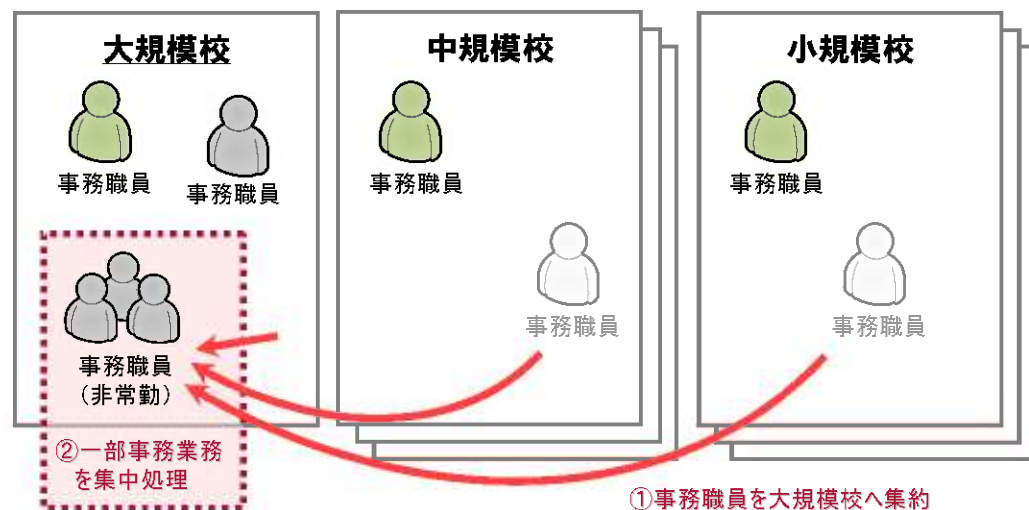 大規模校
事務職員
事務職員
事務職員
（非常勤）
②一部事務業務
を集中処理
中規模校
事務職員
事務職員
小規模校
事務職員
事務職員
①事務職員を大規模校へ集約